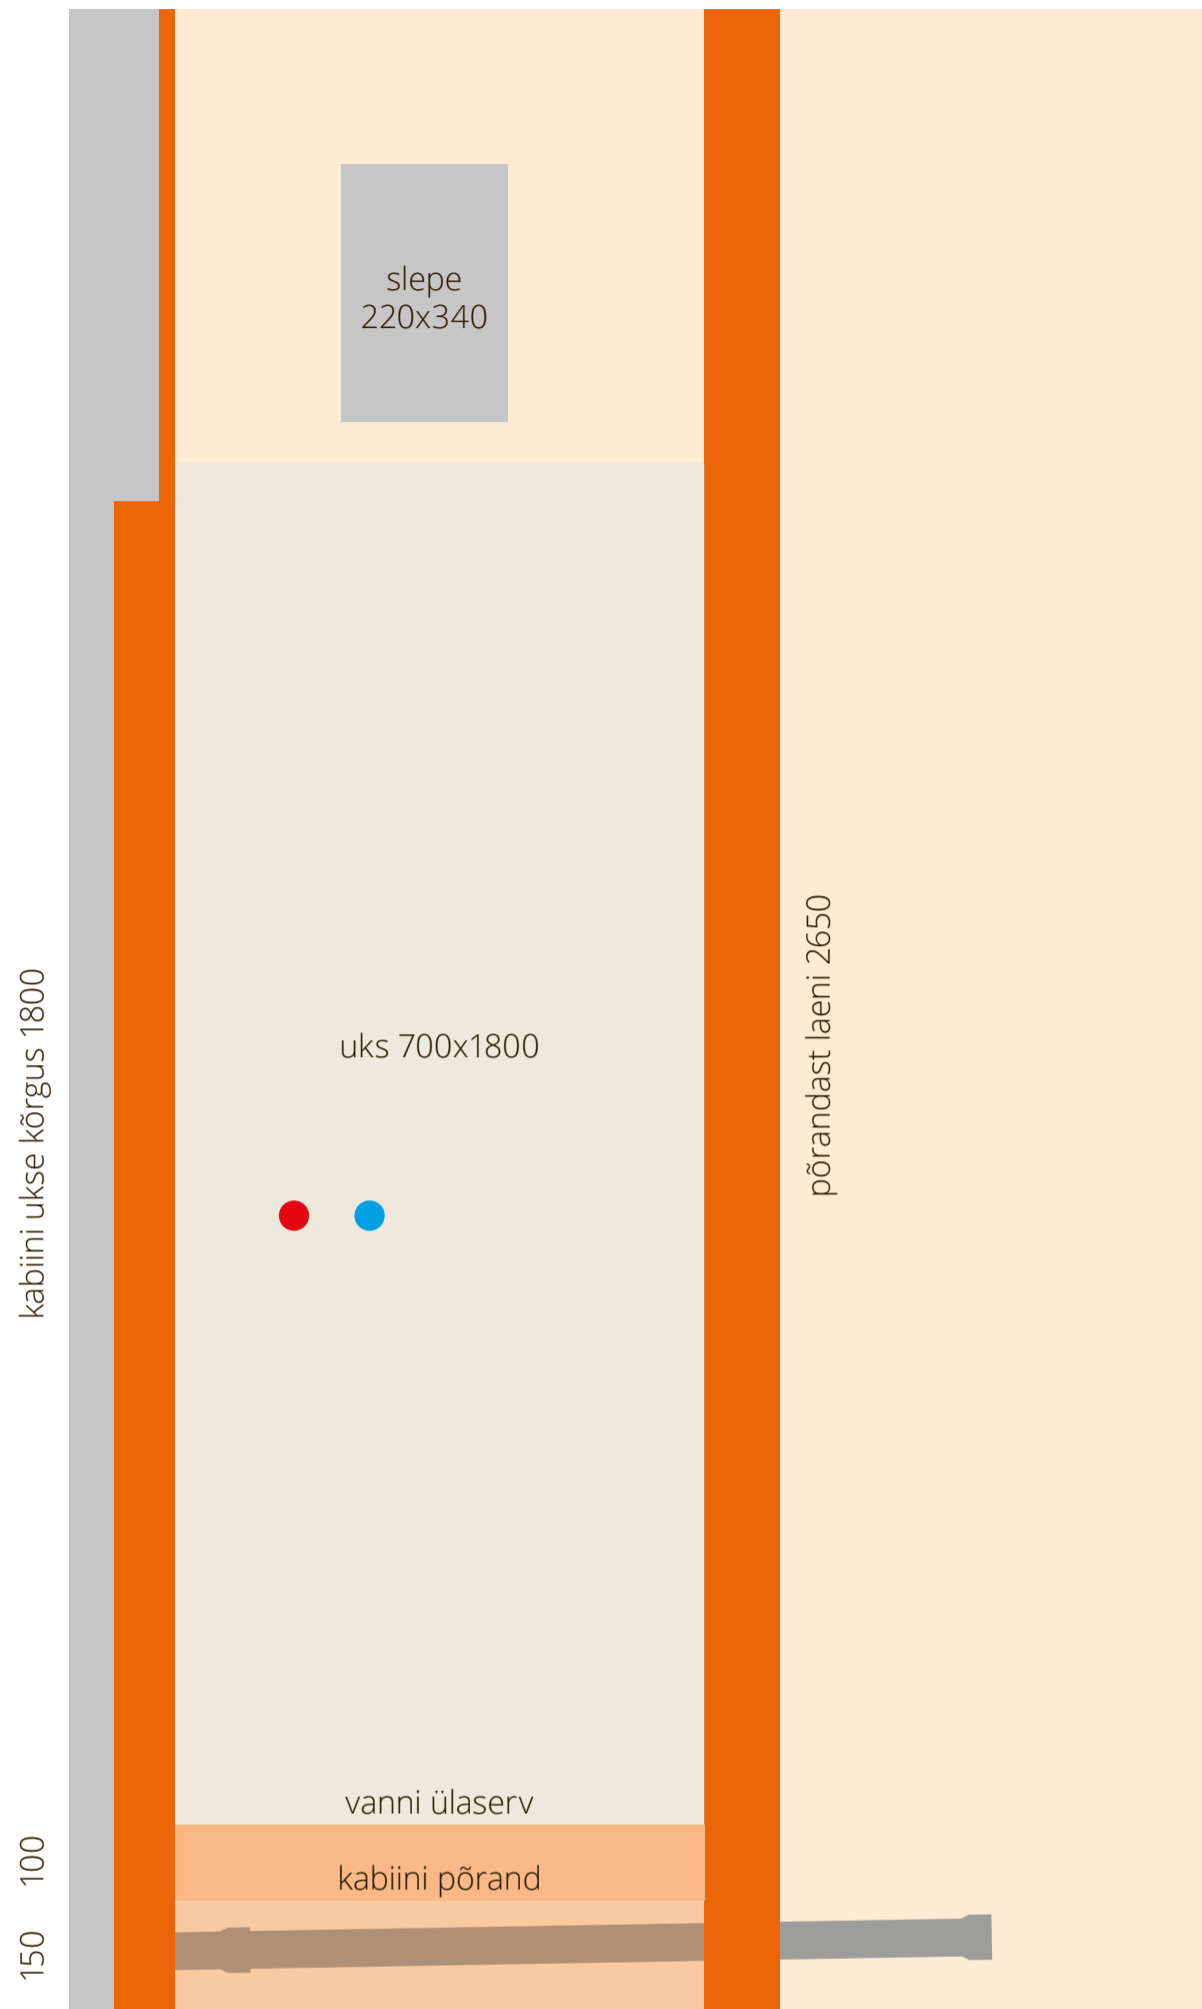 slepe
220x340
kabiini ukse kõrgus 1800
põrandast laeni 2650
uks 700x1800
vanni ülaserv
100
kabiini põrand
150